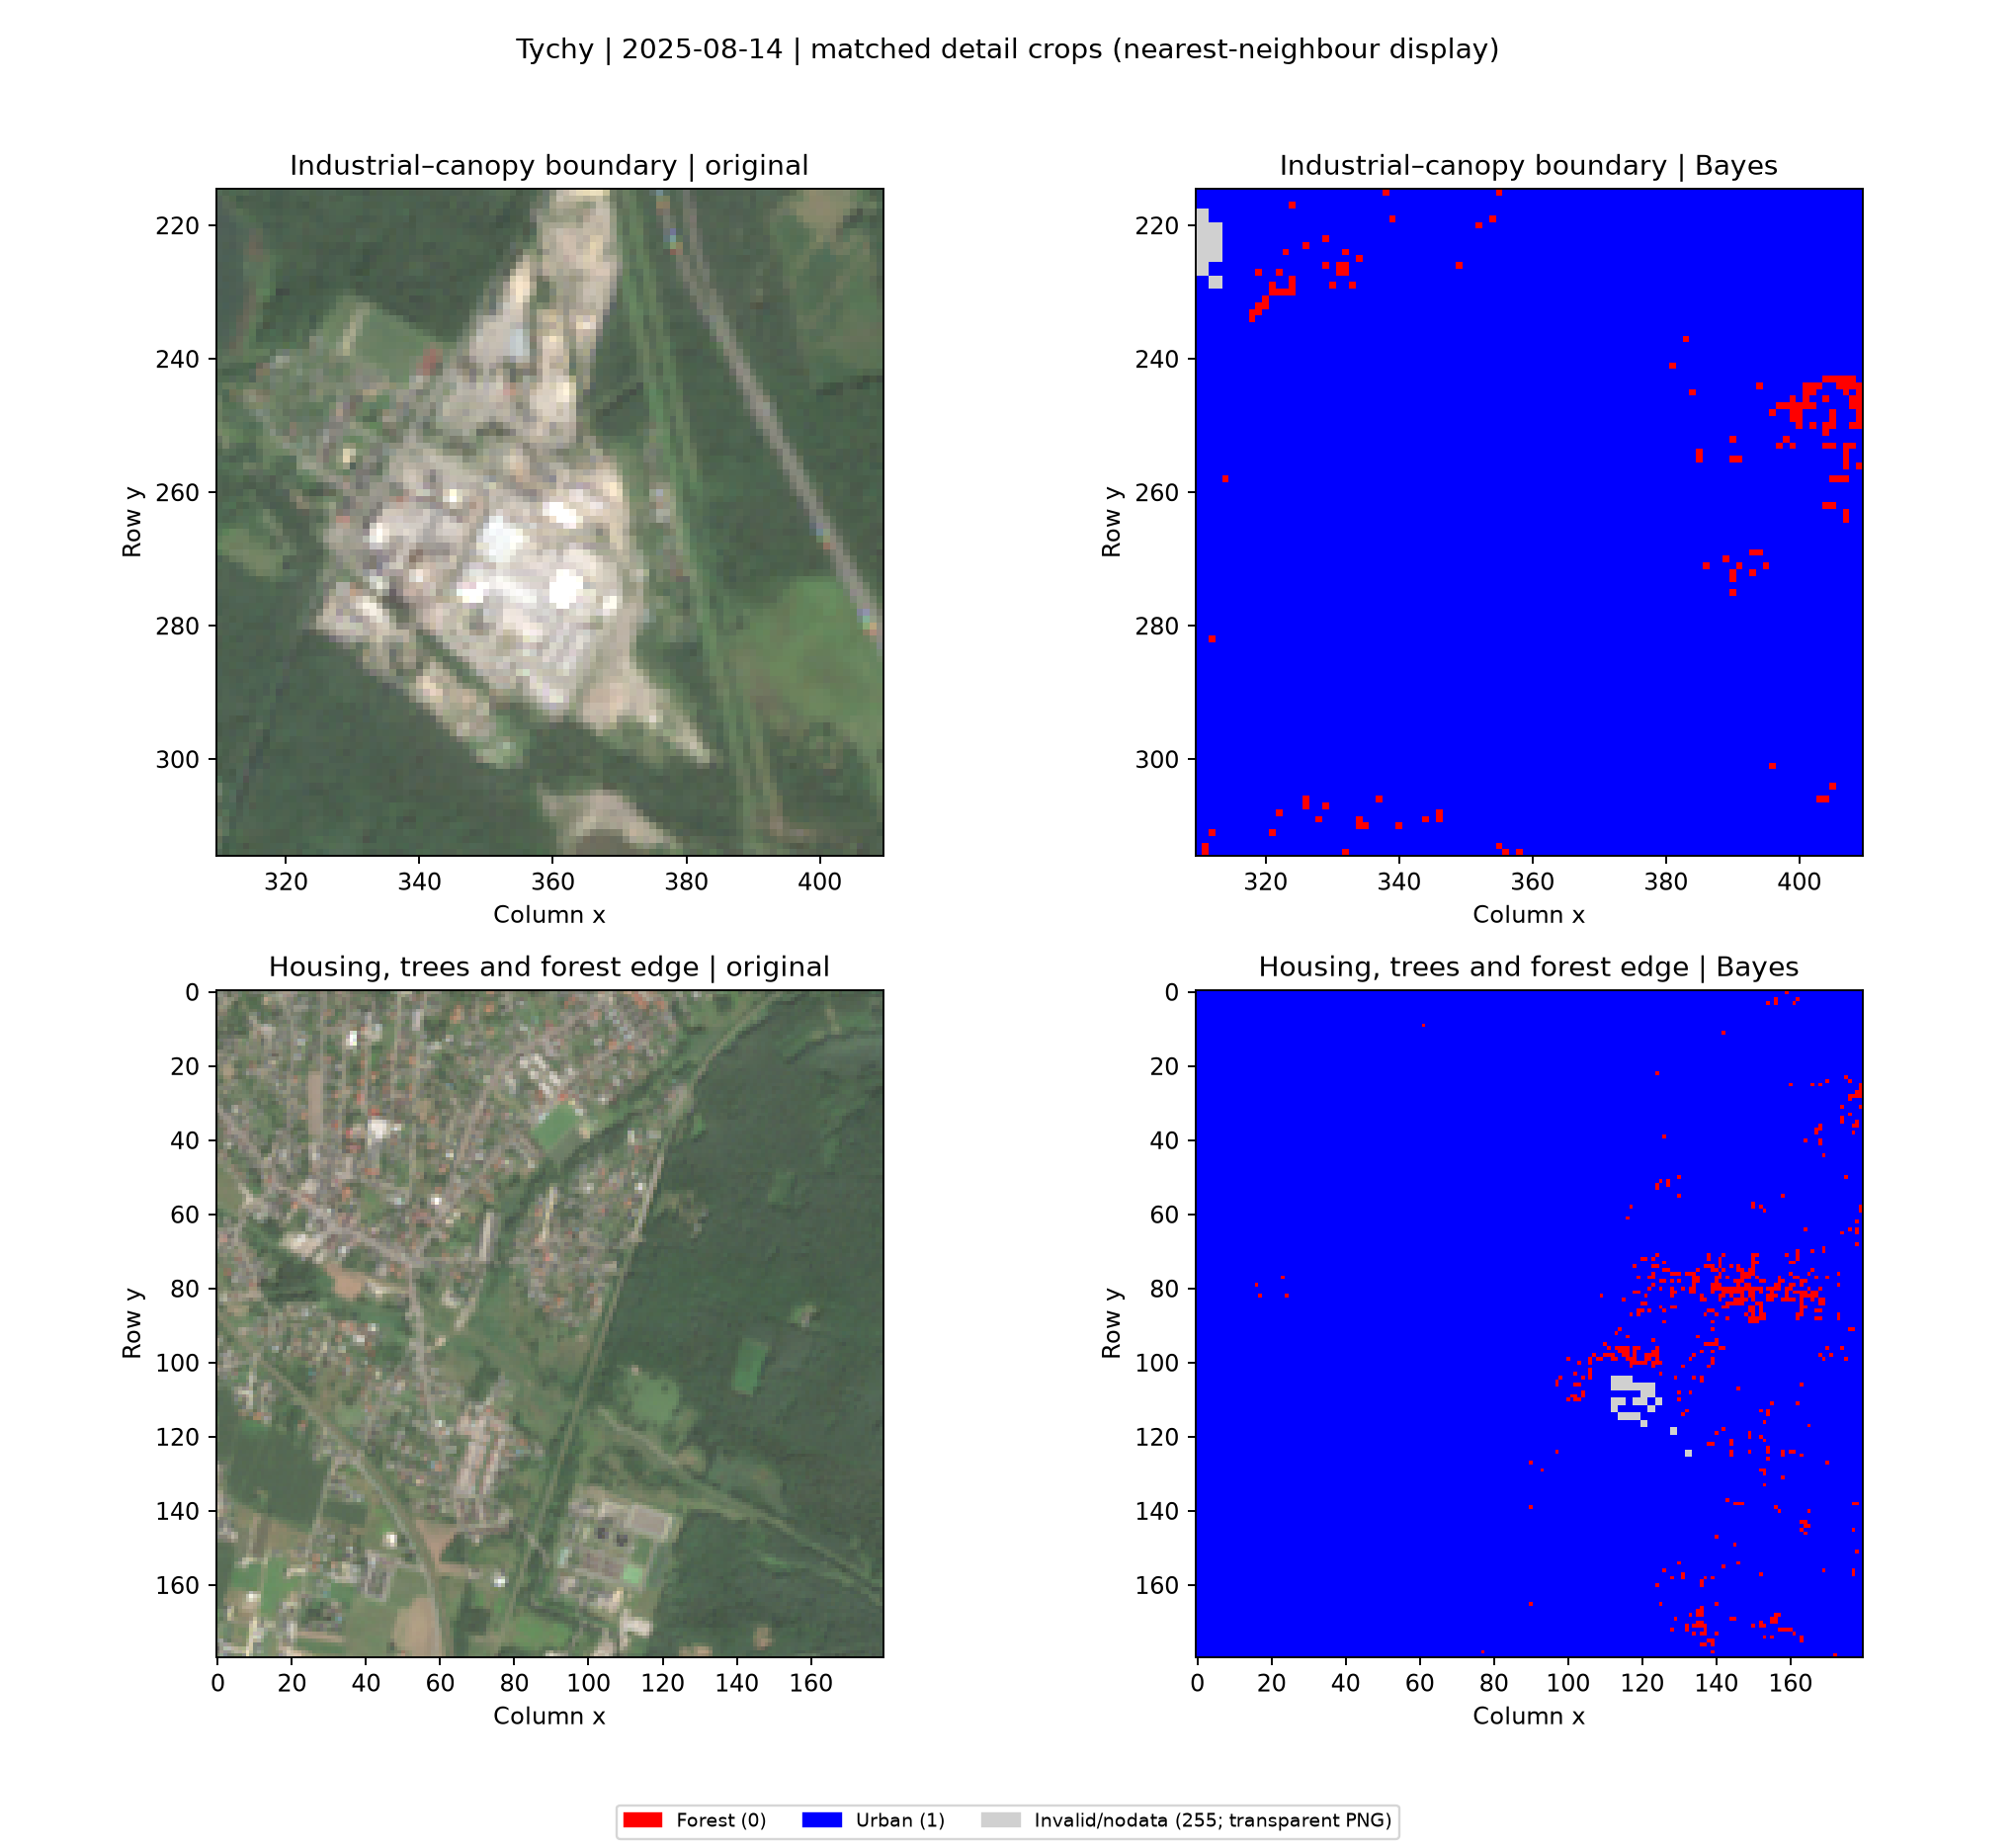 Tychy | 2025-08-14 | matched detail crops (nearest-neighbour display)
Industrial–canopy boundary | original
220
240
260
280
300
Row y
320 340 360 380 400
Column x
Industrial–canopy boundary | Bayes
220
240
260
280
300
Row y
320 340 360 380 400
Column x
Housing, trees and forest edge | original
0
20
40
60
80
100
120
140
160
Row y
0 20 40 60 80 100 120 140 160
Column x
Housing, trees and forest edge | Bayes
0
20
40
60
80
100
120
140
160
Row y
0 20 40 60 80 100 120 140 160
Column x
Forest (0) Urban (1) Invalid/nodata (255; transparent PNG)